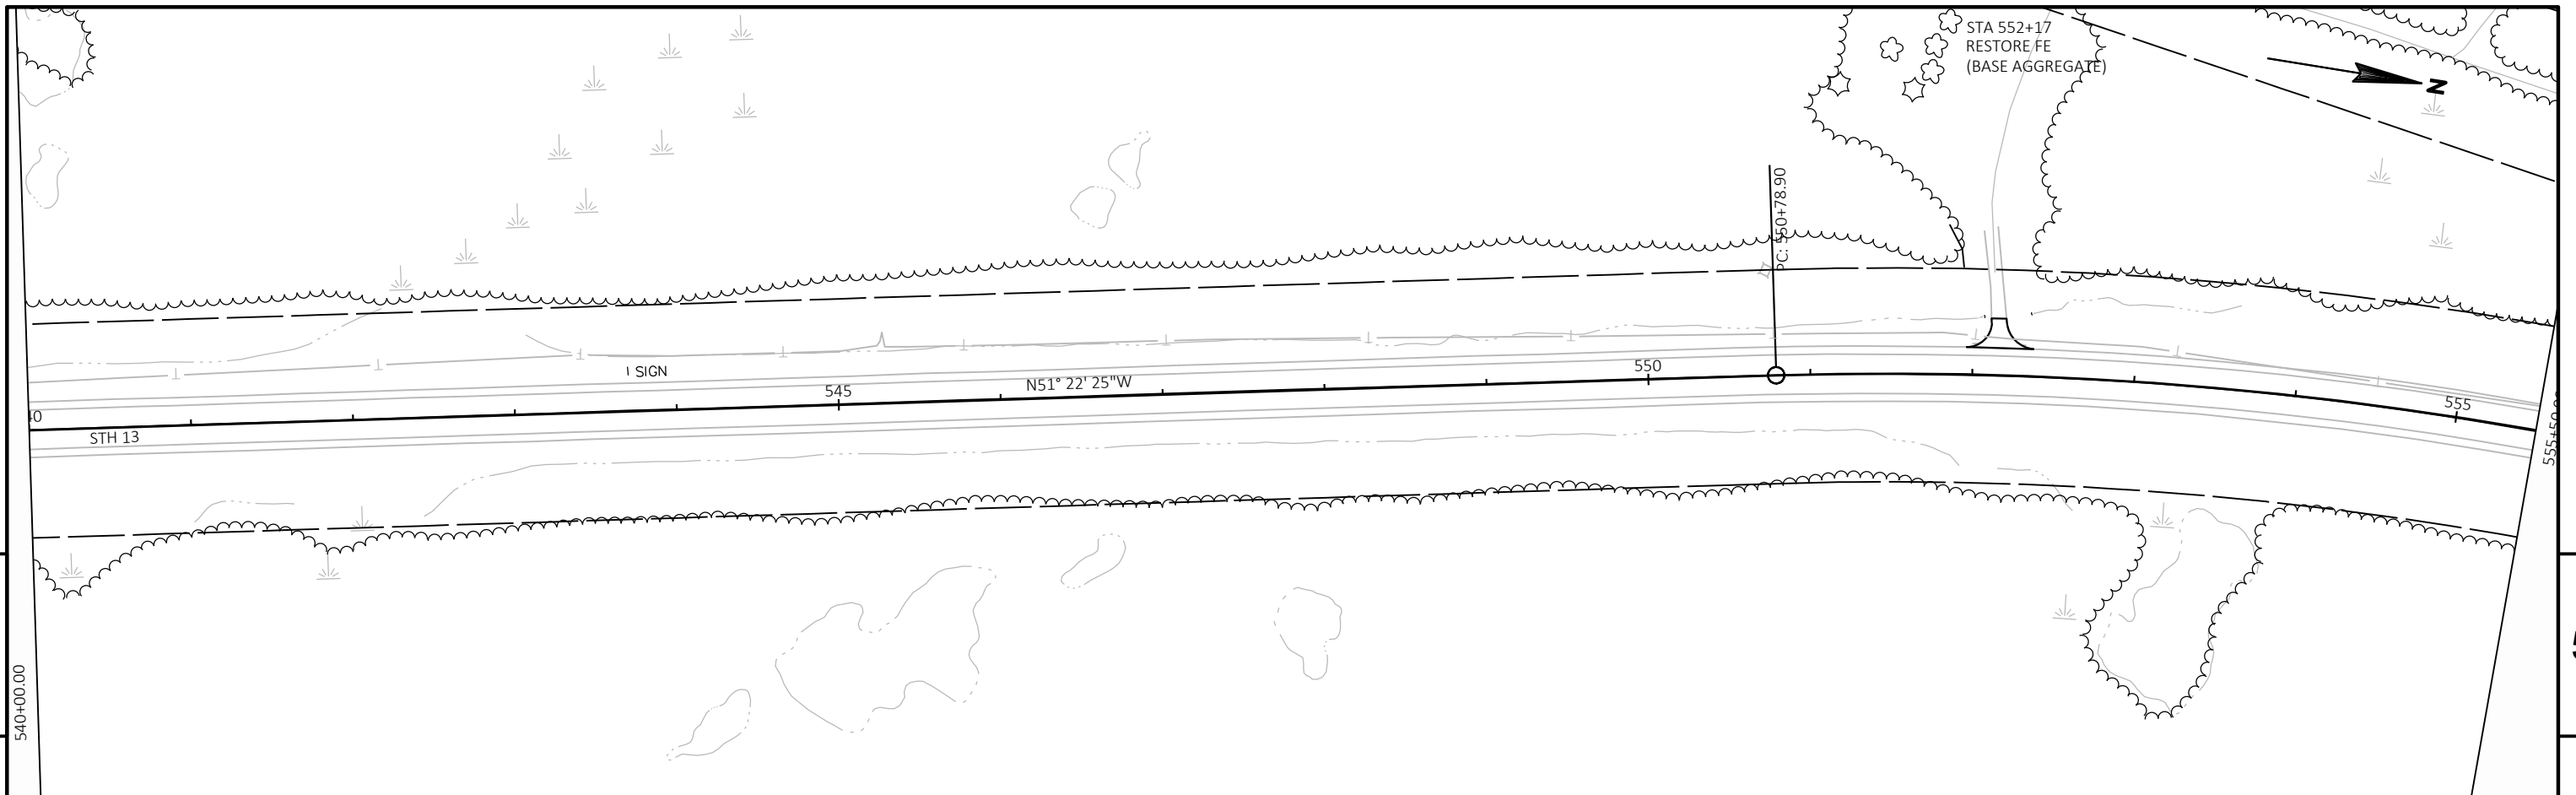 STA 552+17
RESTORE FE
(BASE AGGREGATE)
N
PC: 550+78.90
SIGN
550
545
N51° 22' 25"W
555
STH 13
540+00.00